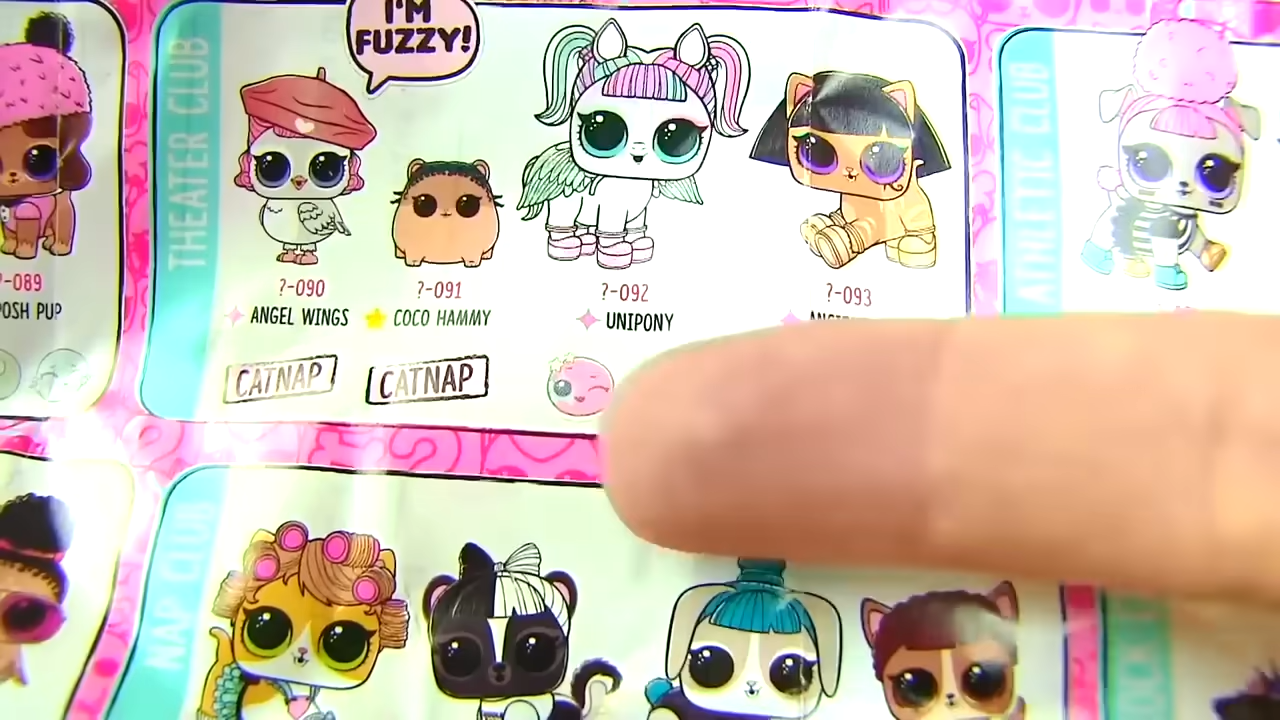 I'M
FUZZY!
THEATER CLUB
ATHLETIC CLUB
?-089
POSH PUP
?-090
ANGEL WINGS
CATNAP
?-091
COCO HAMMY
CATNAP
?-092
UNIPONY
?-093
NAP CLUB